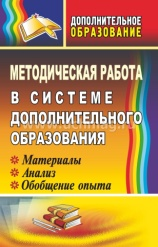 ДОПОЛНИТЕЛЬНОЕ
ОБРАЗОВАНИЕ
МЕТОДИЧЕСКАЯ РАБОТА
В СИСТЕМЕ
ДОПОЛНИТЕЛЬНОГО
ОБРАЗОВАНИЯ
Материалы
Анализ
Обобщение опыта